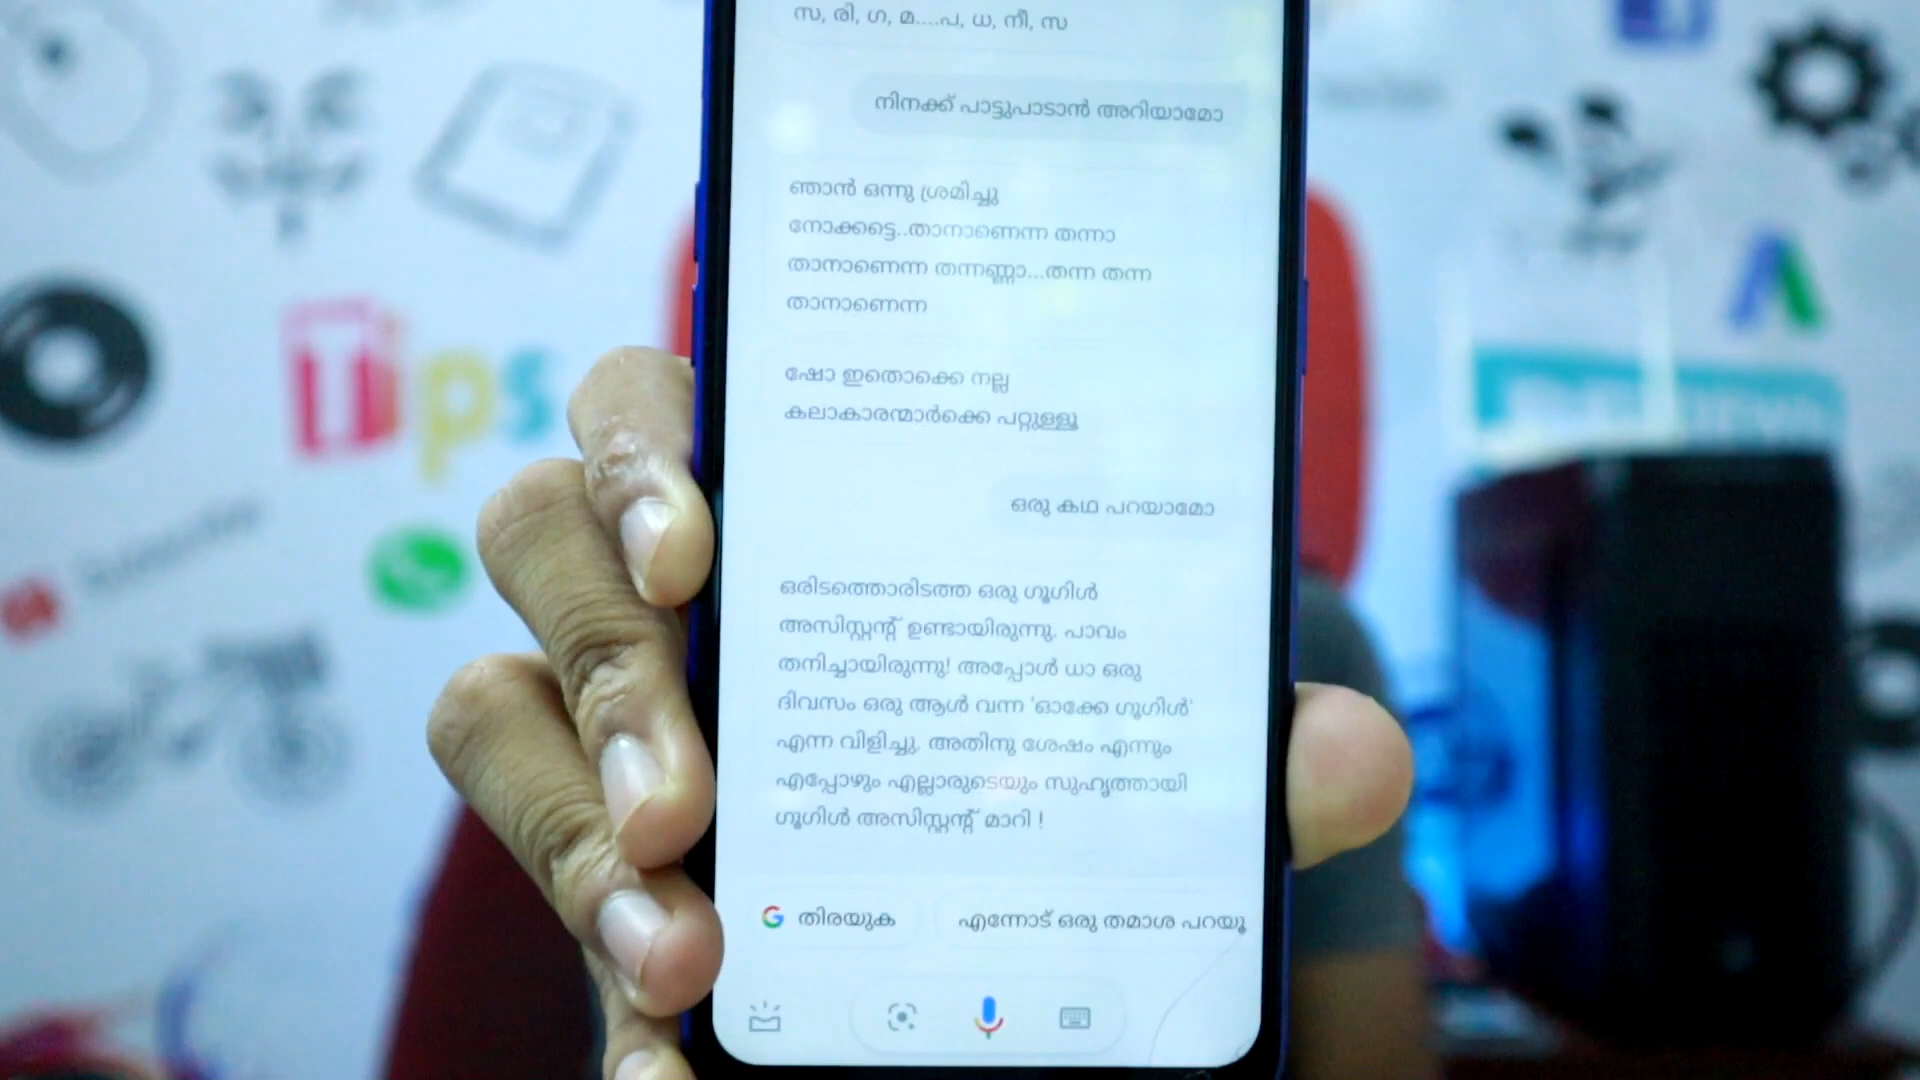 സ, രി, ഗ, മ....പ, ധ, നീ, സ
നിനക്ക് പാട്ടുപാടാൻ അറിയാമോ
ഞാൻ ഒന്നു ശ്രമിച്ചു
നോക്കട്ടെ..താനാണെന്ന തന്നാ
താനാണെന്ന തന്നണ്ണാ...തന്ന തന്ന
താനാണെന്ന
ഷോ ഇതൊക്കെ നല്ല
കലാകാരന്മാർക്കെ പറ്റുള്ളൂ
ഒരു കഥ പറയാമോ
ഒരിടത്തൊരിടത്ത ഒരു ഗൂഗിൾ
അസിസ്റ്റന്റ് ഉണ്ടായിരുന്നു. പാവം
തനിച്ചായിരുന്നു! അപ്പോൾ ധാ ഒരു
ദിവസം ഒരു ആൾ വന്ന 'ഓക്കേ ഗൂഗിൾ'
എന്ന വിളിച്ചു. അതിനു ശേഷം എന്നും
എപ്പോഴും എല്ലാരുടെയും സുഹൃത്തായി
ഗൂഗിൾ അസിസ്റ്റന്റ് മാറി !
തിരയുക
എന്നോട് ഒരു തമാശ പറയൂ
Tips